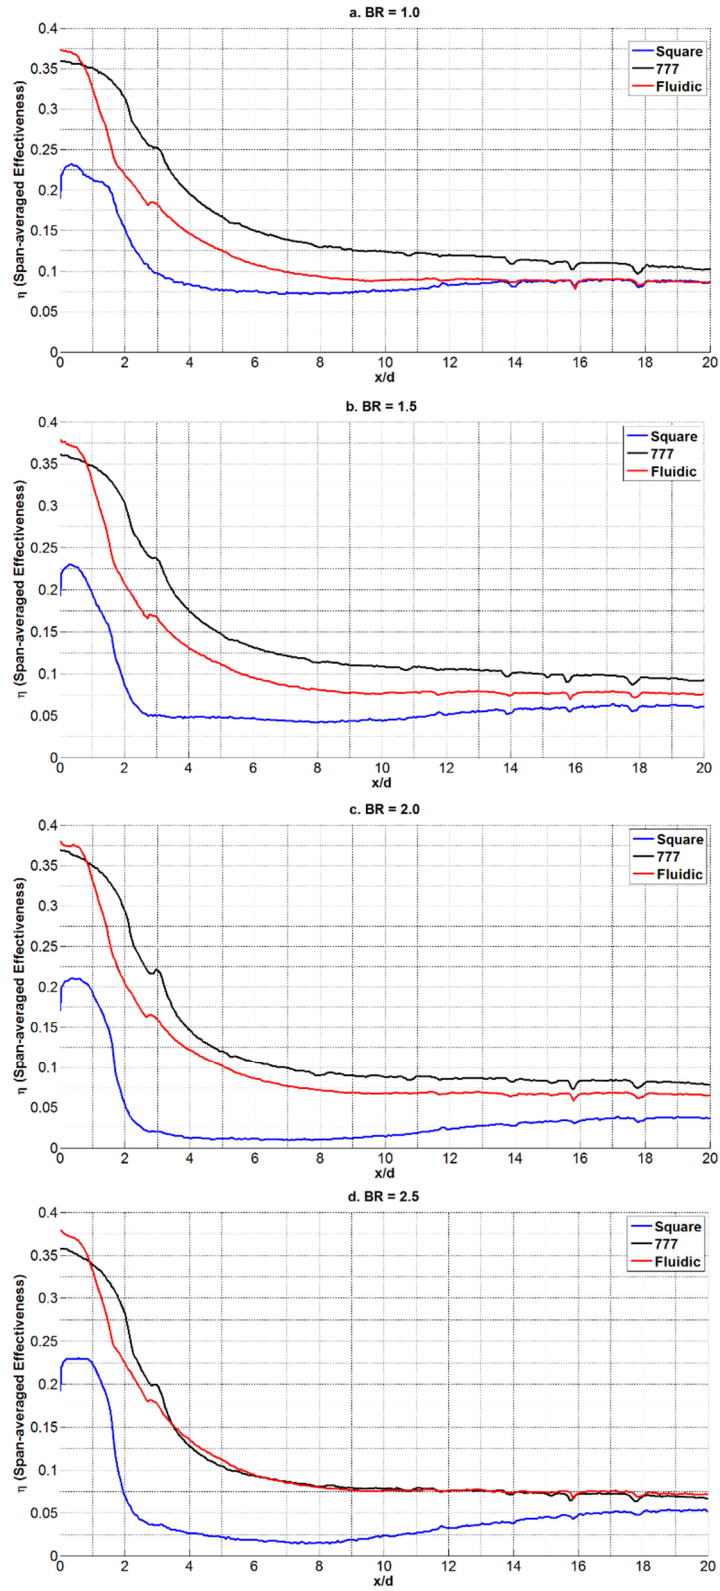 a. BR = 1.0
η (Span-averaged Effectiveness)
0.4
0.35
0.3
0.25
0.2
0.15
0.1
0.05
0
Square
777
Fluidic
0 2 4 6 8 10 12 14 16 18 20
x/d
b. BR = 1.5
η (Span-averaged Effectiveness)
0.4
0.35
0.3
0.25
0.2
0.15
0.1
0.05
0
Square
777
Fluidic
0 2 4 6 8 10 12 14 16 18 20
x/d
c. BR = 2.0
η (Span-averaged Effectiveness)
0.4
0.35
0.3
0.25
0.2
0.15
0.1
0.05
0
Square
777
Fluidic
0 2 4 6 8 10 12 14 16 18 20
x/d
d. BR = 2.5
η (Span-averaged Effectiveness)
0.4
0.35
0.3
0.25
0.2
0.15
0.1
0.05
0
Square
777
Fluidic
0 2 4 6 8 10 12 14 16 18 20
x/d